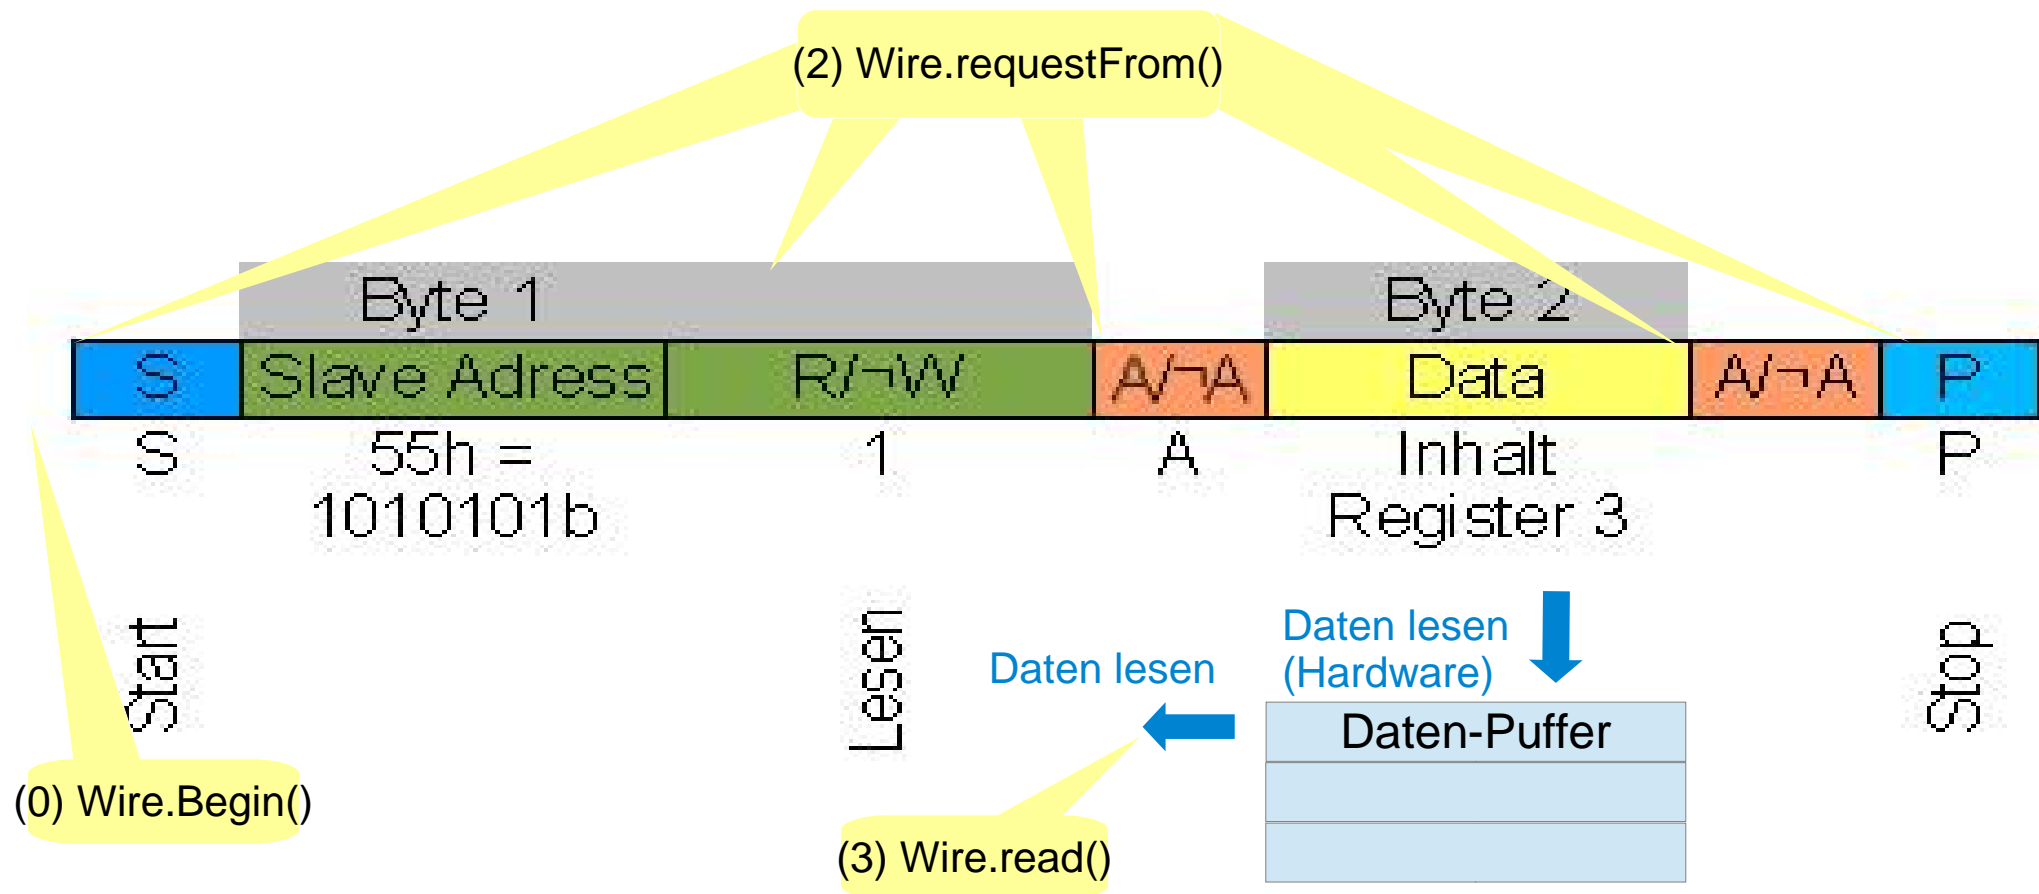 (2) Wire.requestFrom()
Byte 1 Byte 2
S Slave Adress R/¬W A/¬A Data A/¬A P
S 55h = 1 A Inhalt P
1010101b Register 3
Start Lesen Daten lesen Daten lesen Stop
(Hardware)
Daten-Puffer
(0) Wire.Begin()
(3) Wire.read()